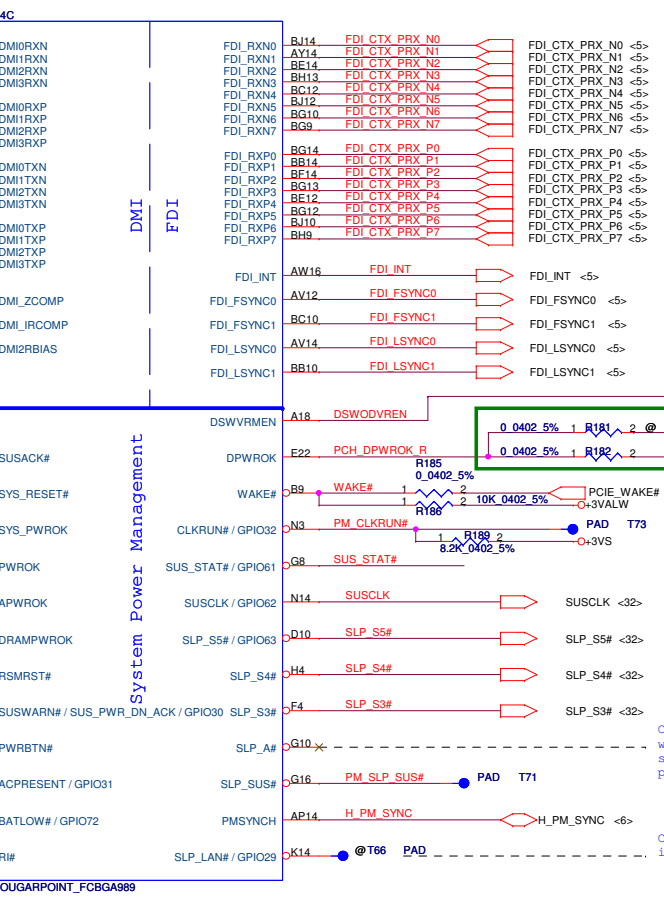 4C
DMI0RXN
DMI1RXN
DMI2RXN
DMI3RXN
DMI0RXP
DMI1RXP
DMI2RXP
DMI3RXP
DMI0TXN
DMI1TXN
DMI2TXN
DMI3TXN
DMI0TXP
DMI1TXP
DMI2TXP
DMI3TXP
DMI_ZCOMP
DMI_IRCOMP
DMI2RBIAS
DMI
FDI
FDI_RXN0 BJ14 FDI_CTX_PRX_N0 FDI_CTX_PRX_N0 <5>
FDI_RXN1 AY14 FDI_CTX_PRX_N1 FDI_CTX_PRX_N1 <5>
FDI_RXN2 BE14 FDI_CTX_PRX_N2 FDI_CTX_PRX_N2 <5>
FDI_RXN3 BH13 FDI_CTX_PRX_N3 FDI_CTX_PRX_N3 <5>
FDI_RXN4 BC12 FDI_CTX_PRX_N4 FDI_CTX_PRX_N4 <5>
FDI_RXN5 BJ12 FDI_CTX_PRX_N5 FDI_CTX_PRX_N5 <5>
FDI_RXN6 BG10 FDI_CTX_PRX_N6 FDI_CTX_PRX_N6 <5>
FDI_RXN7 BG9 FDI_CTX_PRX_N7 FDI_CTX_PRX_N7 <5>
FDI_RXP0 BG14 FDI_CTX_PRX_P0 FDI_CTX_PRX_P0 <5>
FDI_RXP1 BB14 FDI_CTX_PRX_P1 FDI_CTX_PRX_P1 <5>
FDI_RXP2 BF14 FDI_CTX_PRX_P2 FDI_CTX_PRX_P2 <5>
FDI_RXP3 BG13 FDI_CTX_PRX_P3 FDI_CTX_PRX_P3 <5>
FDI_RXP4 BE12 FDI_CTX_PRX_P4 FDI_CTX_PRX_P4 <5>
FDI_RXP5 BG12 FDI_CTX_PRX_P5 FDI_CTX_PRX_P5 <5>
FDI_RXP6 BJ10 FDI_CTX_PRX_P6 FDI_CTX_PRX_P6 <5>
FDI_RXP7 BH9 FDI_CTX_PRX_P7 FDI_CTX_PRX_P7 <5>
FDI_INT AW16 FDI_INT FDI_INT <5>
FDI_FSYNC0 AV12 FDI_FSYNC0 FDI_FSYNC0 <5>
FDI_FSYNC1 BC10 FDI_FSYNC1 FDI_FSYNC1 <5>
FDI_LSYNC0 AV14 FDI_LSYNC0 FDI_LSYNC0 <5>
FDI_LSYNC1 BB10 FDI_LSYNC1 FDI_LSYNC1 <5>
System Power Management
DSWVRMEN A18 DSWODVREN
0_0402_5% 1 R181 2 @
SUSACK# DPWROK E22 PCH_DPWROK_R 0_0402_5% 1 R182 2
R185
0_0402_5%
SYS_RESET# WAKE# B9 WAKE# 1 2 PCIE_WAKE#
1 R186 2 10K_0402_5% +3VALW
SYS_PWROK CLKRUN# / GPIO32 N3 PM_CLKRUN# PAD T73
1 R189 2 +3VS
8.2K_0402_5%
PWROK SUS_STAT# / GPIO61 G8 SUS_STAT#
APWROK SUSCLK / GPIO62 N14 SUSCLK SUSCLK <32>
DRAMPWROK SLP_S5# / GPIO63 D10 SLP_S5# SLP_S5# <32>
RSMRST# SLP_S4# H4 SLP_S4# SLP_S4# <32>
SUSWARN# / SUS_PWR_DN_ACK / GPIO30 SLP_S3# F4 SLP_S3# SLP_S3# <32>
PWRBTN# SLP_A# G10
ACPRESENT / GPIO31 SLP_SUS# G16 PM_SLP_SUS# PAD T71
BATLOW# / GPIO72 PMSYNCH AP14 H_PM_SYNC H_PM_SYNC <6>
RI# SLP_LAN# / GPIO29 K14 @ T66 PAD
OUGARPOINT_FCBGA989